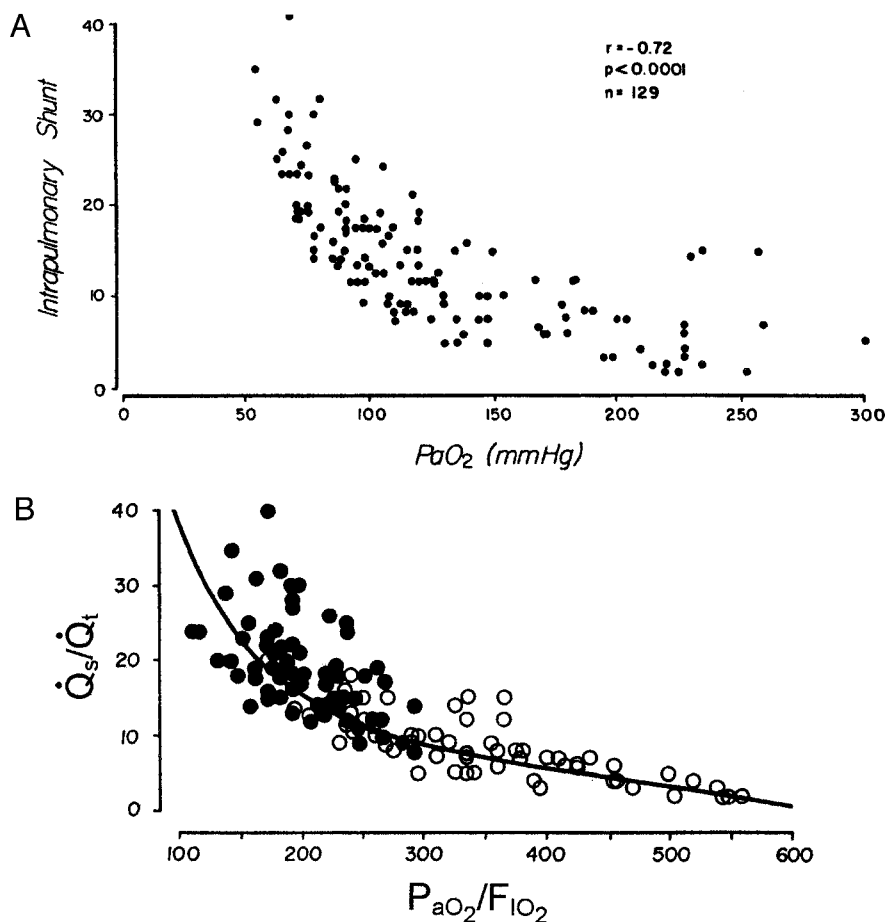 A
r = -0.72
p < 0.0001
n = 129
Intrapulmonary Shunt
40
30
20
10
0
0 50 100 150 200 250 300
PaO2 (mmHg)
B
Q̇s/Q̇t
40
30
20
10
0
100 200 300 400 500 600
PaO2/FIO2